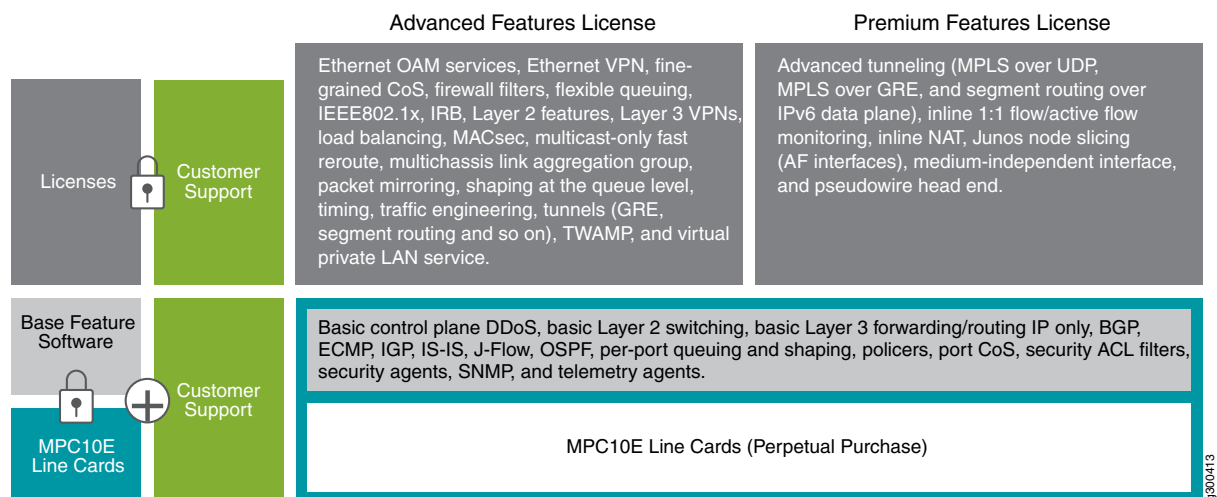 Advanced Features License
Premium Features License
Licenses
Customer
Support
Ethernet OAM services, Ethernet VPN, fine-
grained CoS, firewall filters, flexible queuing,
IEEE802.1x, IRB, Layer 2 features, Layer 3 VPNs,
load balancing, MACsec, multicast-only fast
reroute, multichassis link aggregation group,
packet mirroring, shaping at the queue level,
timing, traffic engineering, tunnels (GRE,
segment routing and so on), TWAMP, and virtual
private LAN service.
Advanced tunneling (MPLS over UDP,
MPLS over GRE, and segment routing over
IPv6 data plane), inline 1:1 flow/active flow
monitoring, inline NAT, Junos node slicing
(AF interfaces), medium-independent interface,
and pseudowire head end.
Base Feature
Software
MPC10E
Line Cards
Customer
Support
Basic control plane DDoS, basic Layer 2 switching, basic Layer 3 forwarding/routing IP only, BGP,
ECMP, IGP, IS-IS, J-Flow, OSPF, per-port queuing and shaping, policers, port CoS, security ACL filters,
security agents, SNMP, and telemetry agents.
MPC10E Line Cards (Perpetual Purchase)
g300413